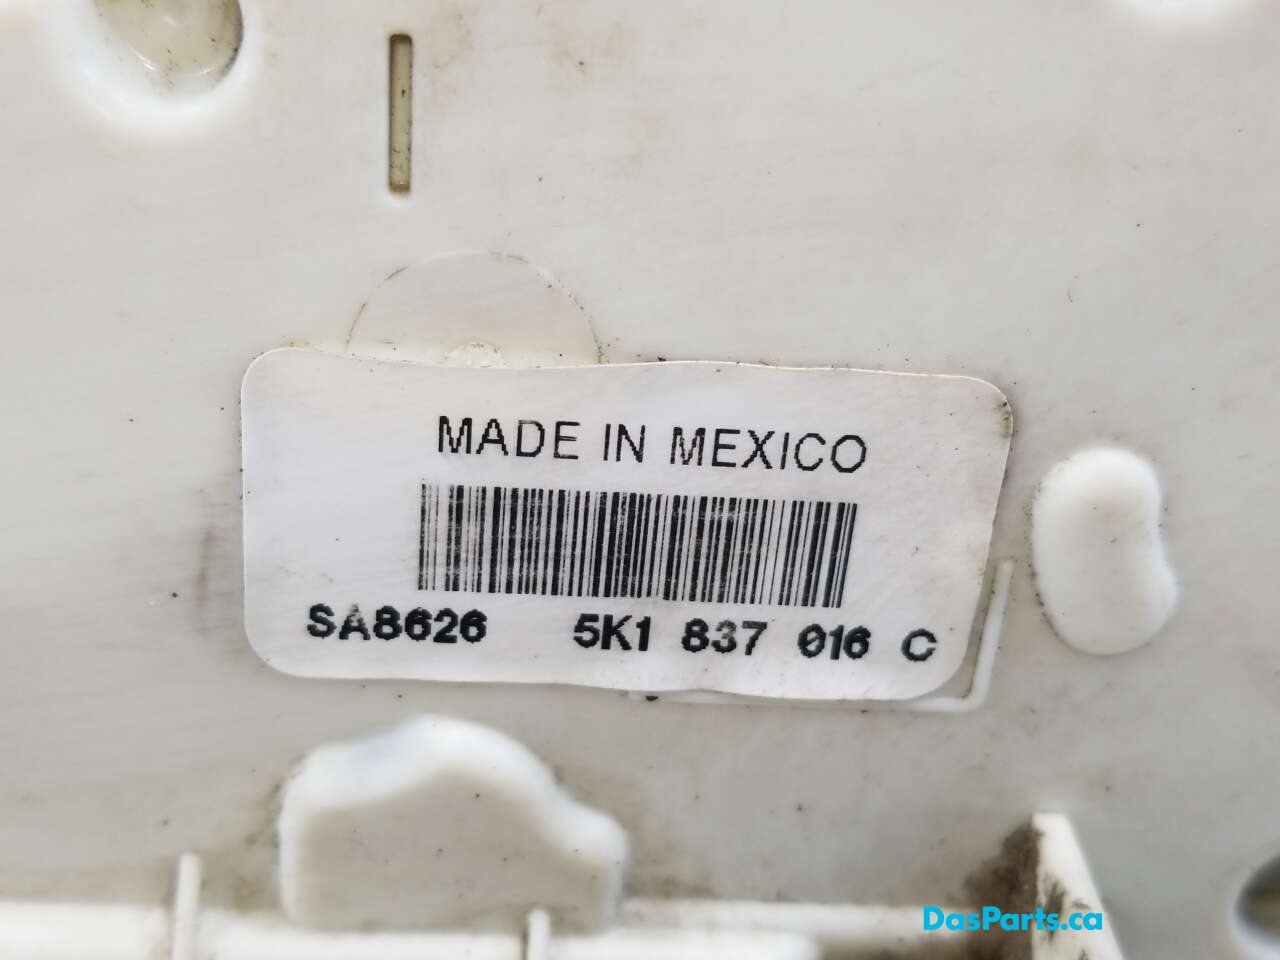 MADE IN MEXICO
SA8626 5K1 837 016 C
DasParts.ca